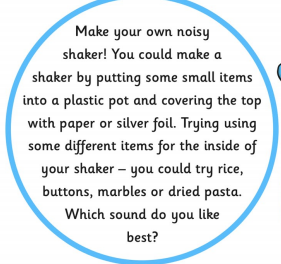 Make your own noisy
shaker! You could make a
shaker by putting some small items
into a plastic pot and covering the top
with paper or silver foil. Trying using
some different items for the inside of
your shaker – you could try rice,
buttons, marbles or dried pasta.
Which sound do you like
best?